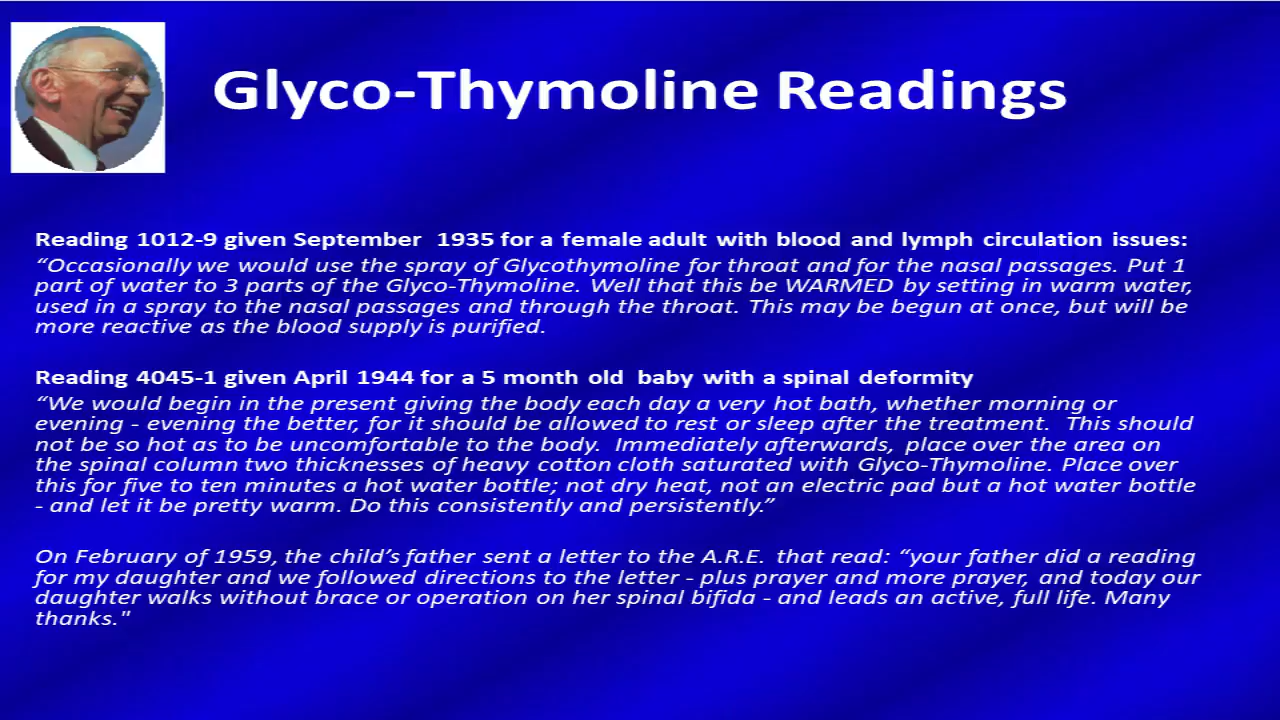 Glyco-Thymoline Readings
Reading 1012-9 given September 1935 for a female adult with blood and lymph circulation issues:
“Occasionally we would use the spray of Glycothymoline for throat and for the nasal passages. Put 1
part of water to 3 parts of the Glyco-Thymoline. Well that this be WARMED by setting in warm water,
used in a spray to the nasal passages and through the throat. This may be begun at once, but will be
more reactive as the blood supply is purified.
Reading 4045-1 given April 1944 for a 5 month old baby with a spinal deformity
“We would begin in the present giving the body each day a very hot bath, whether morning or
evening - evening the better, for it should be allowed to rest or sleep after the treatment. This should
not be so hot as to be uncomfortable to the body. Immediately afterwards, place over the area on
the spinal column two thicknesses of heavy cotton cloth saturated with Glyco-Thymoline. Place over
this for five to ten minutes a hot water bottle; not dry heat, not an electric pad but a hot water bottle
- and let it be pretty warm. Do this consistently and persistently.”
On February of 1959, the child’s father sent a letter to the A.R.E. that read: “your father did a reading
for my daughter and we followed directions to the letter - plus prayer and more prayer, and today our
daughter walks without brace or operation on her spinal bifida - and leads an active, full life. Many
thanks."